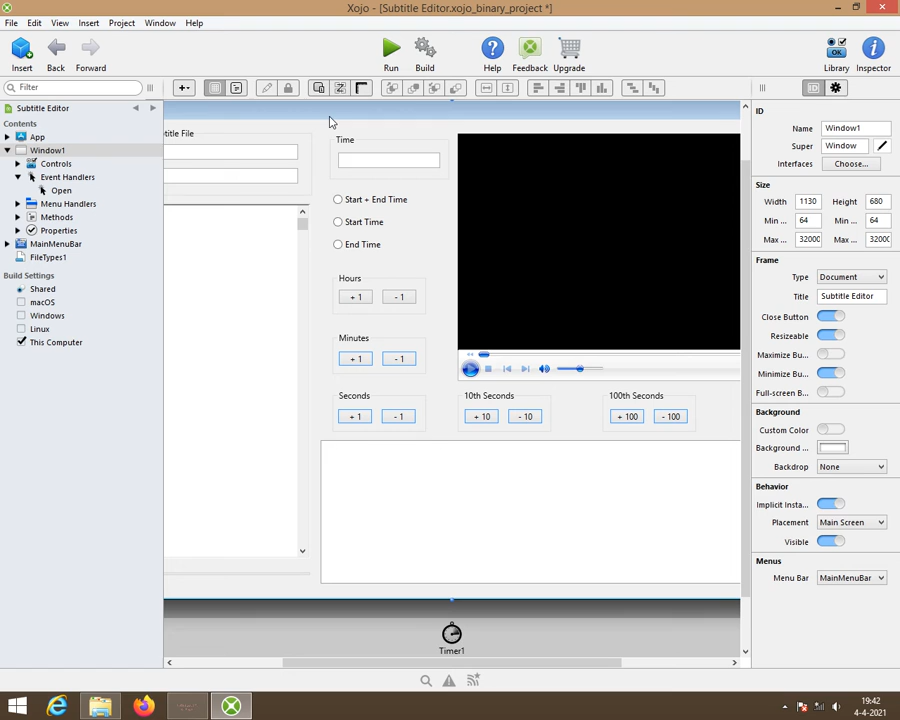 Xojo - [Subtitle Editor.xojo_binary_project *]
File Edit View Insert Project Window Help
Insert Back Forward Run Build Help Feedback Upgrade Library Inspector
OK
Filter
Subtitle Editor
Contents
App
Window1
Controls
Event Handlers
Open
Menu Handlers
Methods
Properties
MainMenuBar
FileTypes1
Build Settings
Shared
macOS
Windows
Linux
This Computer
title File
Time
Start + End Time
Start Time
End Time
Hours
+ 1 - 1
Minutes
+ 1 - 1
Seconds 10th Seconds 100th Seconds
+ 1 - 1 + 10 - 10 + 100 - 100
Timer1
ID
Name Window1
Super Window
Interfaces Choose...
Size
Width 1130 Height 680
Min ... 64 Min ... 64
Max ... 32000 Max ... 32000
Frame
Type Document
Title Subtitle Editor
Close Button
Resizeable
Maximize Bu...
Minimize Bu...
Full-screen B...
Background
Custom Color
Background ...
Backdrop None
Behavior
Implicit Insta...
Placement Main Screen
Visible
Menus
Menu Bar MainMenuBar
19:42
4-4-2021